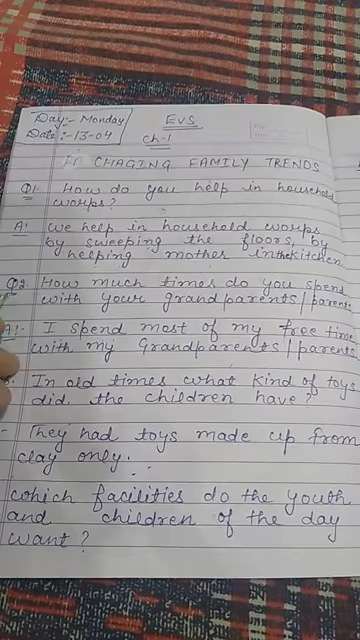 Day:- Monday
Date:-13-04
EVS
Ch-1
CHAGING FAMILY TRENDS
Q1. How do you help in household
worps?
A. We help in household worps
by sweeping the floors, by
helping mother in the kitchen
Q2. How much times do you spend
with your grandparents/parents
A1. I spend most of my free time
with my Grandparents/parents
In old times what kind of toys
did the children have?
They had toys made up from
clay only.
which facilities do the youth
and children of the day
want?